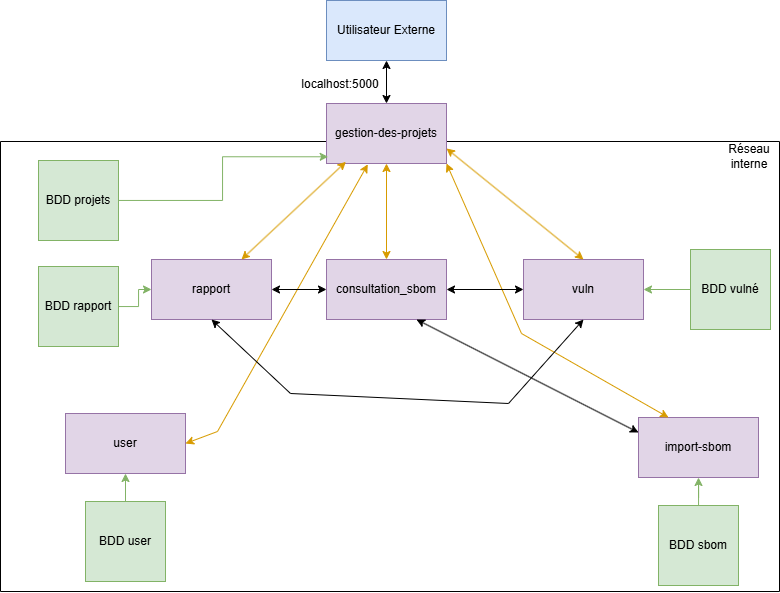 Utilisateur Externe
localhost:5000
gestion-des-projets
Réseau
interne
BDD projets
rapport
consultation_sbom
vuln
BDD vulné
BDD rapport
user
import-sbom
BDD user
BDD sbom